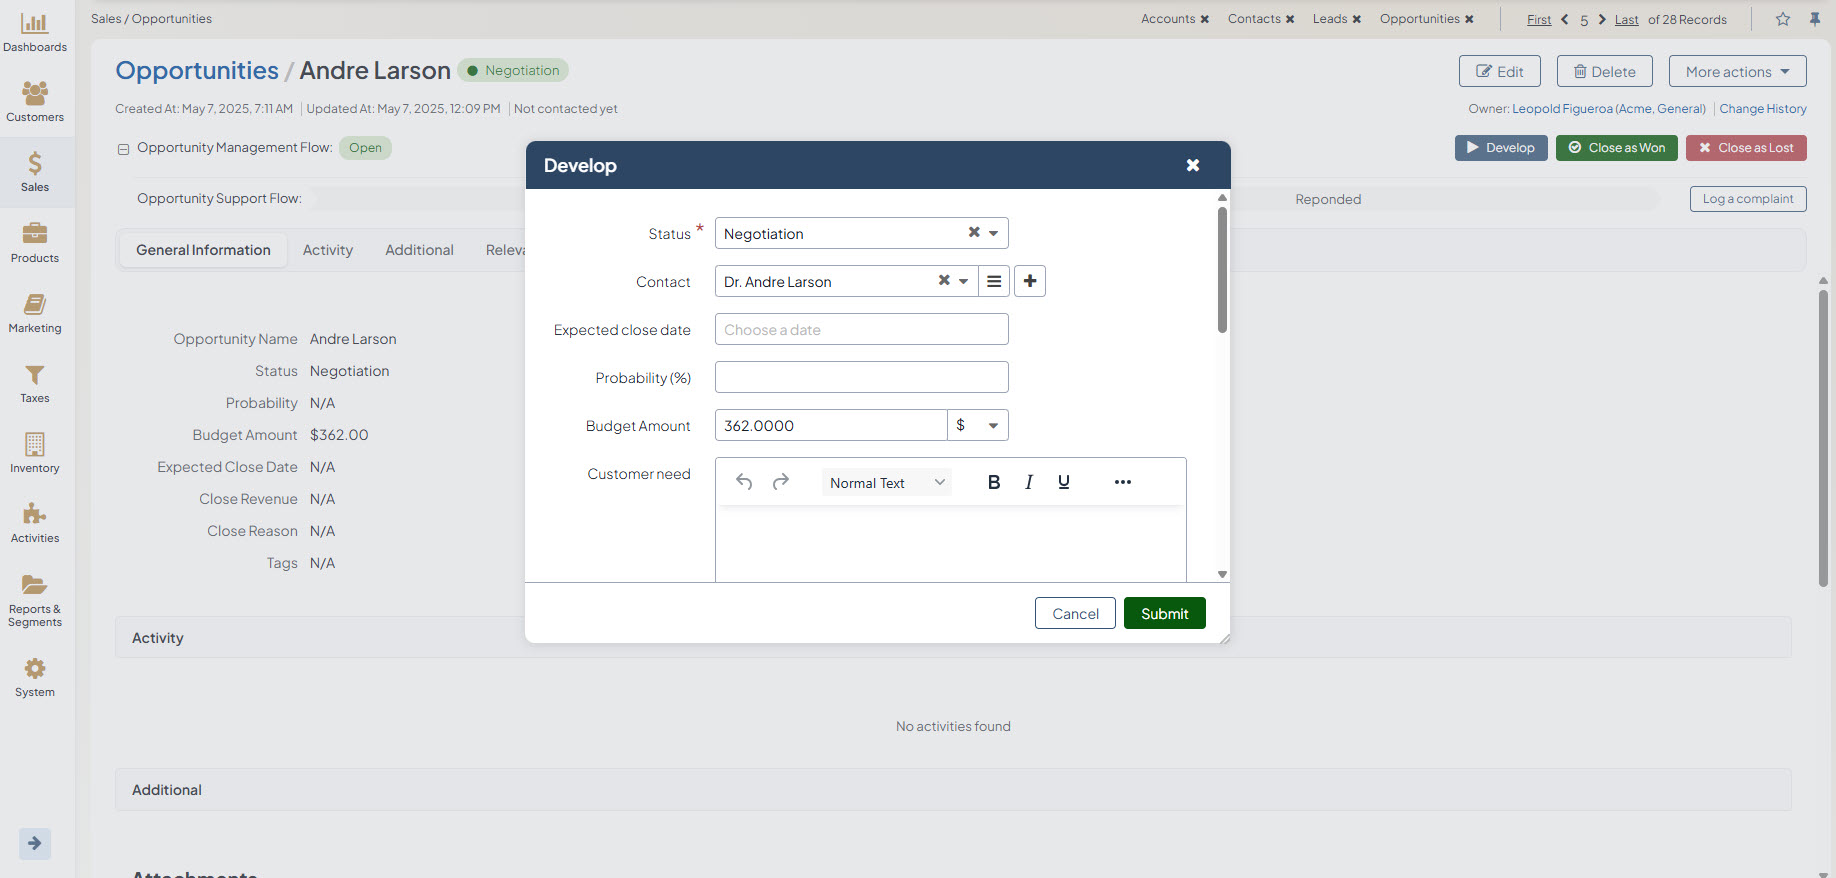 Dashboards
Customers
Sales
Products
Marketing
Taxes
Inventory
Activities
Reports &
Segments
System
Sales / Opportunities
Accounts
Contacts
Leads
Opportunities
First 5 Last of 28 Records
Opportunities / Andre Larson Negotiation
Edit
Delete
More actions
Created At: May 7, 2025, 7:11 AM Updated At: May 7, 2025, 12:09 PM Not contacted yet
Owner: Leopold Figueroa (Acme, General) Change History
Opportunity Management Flow: Open
Develop
Close as Won
Close as Lost
Opportunity Support Flow:
Reponded
Log a complaint
General Information
Activity
Additional
Releva
Opportunity Name Andre Larson
Status Negotiation
Probability N/A
Budget Amount $362.00
Expected Close Date N/A
Close Revenue N/A
Close Reason N/A
Tags N/A
Activity
No activities found
Additional
Attachments
Develop
Status * Negotiation
Contact Dr. Andre Larson
Expected close date Choose a date
Probability (%)
Budget Amount 362.0000 $
Customer need
Normal Text B I U
Cancel
Submit